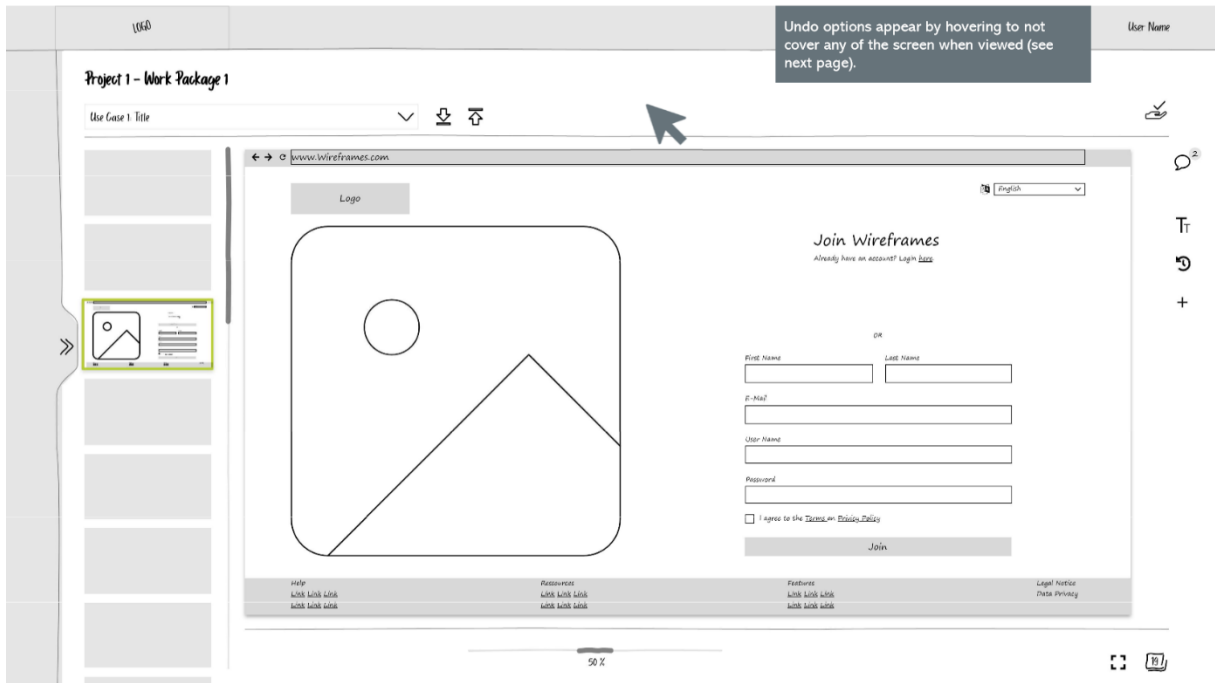 LOGO
Undo options appear by hovering to not
cover any of the screen when viewed (see
next page).
User Name
Project 1 - Work Package 1
Use Case 1: Title
www.Wireframes.com
2
Logo
English
Join Wireframes
Already have an account? Login here
OR
First Name
Last Name
E-Mail
User Name
Password
I agree to the Terms an Privicy Policy
Join
Help
Link Link Link
Link Link Link
Ressources
Link Link Link
Link Link Link
Features
Link Link Link
Link Link Link
Legal Notice
Data Privacy
50 %
19